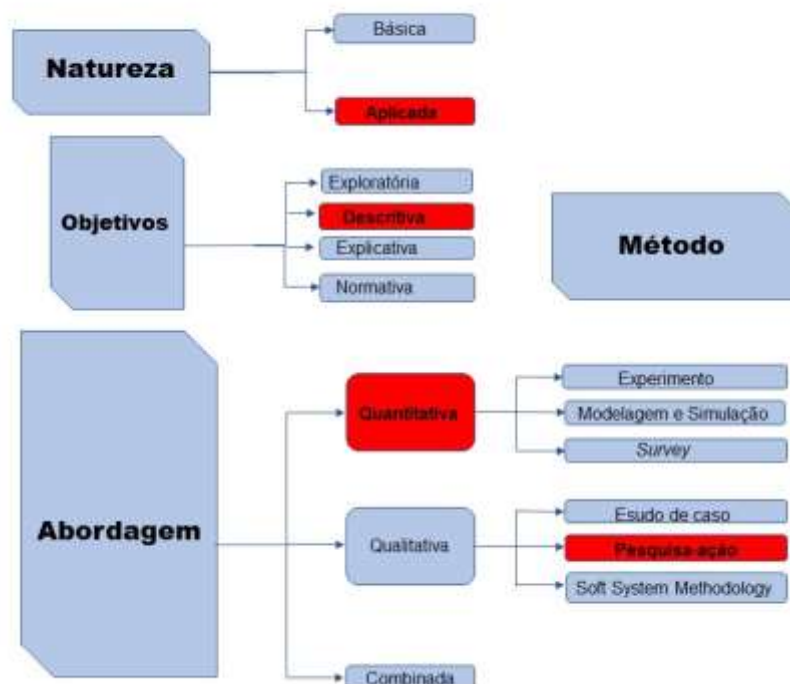 Natureza
Básica
Aplicada
Objetivos
Exploratória
Descritiva
Explicativa
Normativa
Método
Abordagem
Quantitativa
Experimento
Modelagem e Simulação
Survey
Qualitativa
Esudo de caso
Pesquisa-ação
Soft System Methodology
Combinada